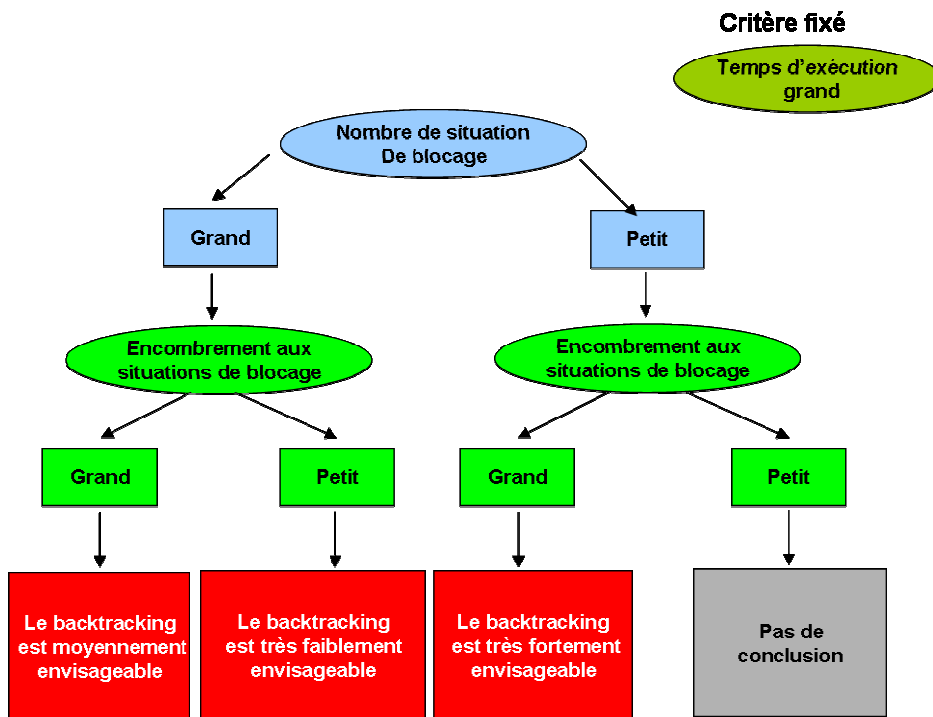 Critère fixé
Temps d'exécution
grand
Nombre de situation
De blocage
Grand
Petit
Encombrement aux
situations de blocage
Encombrement aux
situations de blocage
Grand
Petit
Grand
Petit
Le backtracking
est moyennement
envisageable
Le backtracking
est très faiblement
envisageable
Le backtracking
est très fortement
envisageable
Pas de
conclusion